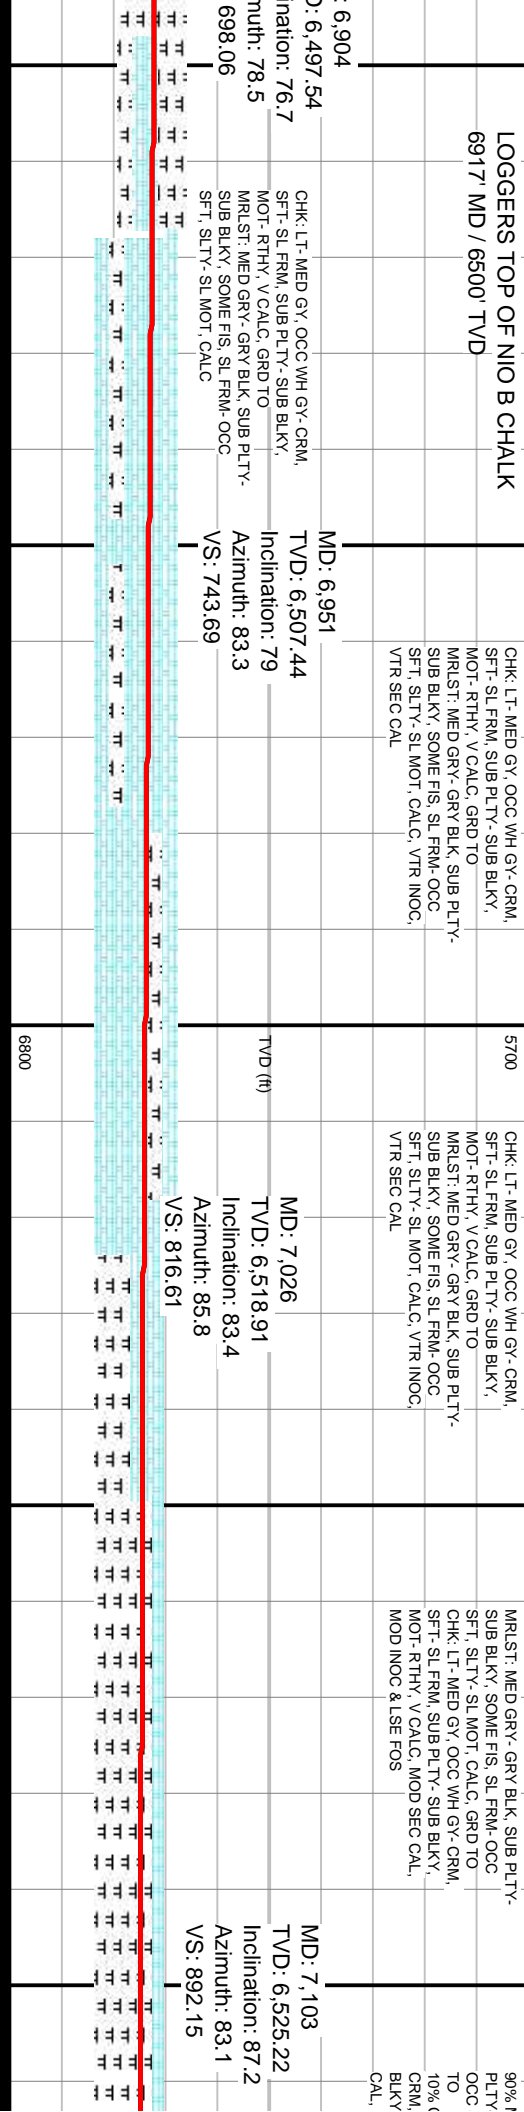 : 6,904
D: 6,497.54
ination: 76.7
muth: 78.5
698.06
LOGGERS TOP OF NIO B CHALK
6917' MD / 6500' TVD
CHK: LT- MED GY, OCC WH GY- CRM,
SFT- SL FRM, SUB PLTY- SUB BLKY,
MOT- RTHY, V CALC, GRD TO
MRLST: MED GRY- GRY BLK, SUB PLTY-
SUB BLKY, SOME FIS, SL FRM- OCC
SFT, SLTY- SL MOT, CALC
MD: 6,951
TVD: 6,507.44
Inclination: 79
Azimuth: 83.3
VS: 743.69
CHK: LT- MED GY, OCC WH GY- CRM,
SFT- SL FRM, SUB PLTY- SUB BLKY,
MOT- RTHY, V CALC, GRD TO
MRLST: MED GRY- GRY BLK, SUB PLTY-
SUB BLKY, SOME FIS, SL FRM- OCC
SFT, SLTY- SL MOT, CALC, VTR INOC,
VTR SEC CAL
5700
TVD (ft)
6800
CHK: LT- MED GY, OCC WH GY- CRM,
SFT- SL FRM, SUB PLTY- SUB BLKY,
MOT- RTHY, V CALC, GRD TO
MRLST: MED GRY- GRY BLK, SUB PLTY-
SUB BLKY, SOME FIS, SL FRM- OCC
SFT, SLTY- SL MOT, CALC, VTR INOC,
VTR SEC CAL
MD: 7,026
TVD: 6,518.91
Inclination: 83.4
Azimuth: 85.8
VS: 816.61
MRLST: MED GRY- GRY BLK, SUB PLTY-
SUB BLKY, SOME FIS, SL FRM- OCC
SFT, SLTY- SL MOT, CALC, GRD TO
CHK: LT- MED GY, OCC WH GY- CRM,
SFT- SL FRM, SUB PLTY- SUB BLKY,
MOT- RTHY, V CALC, MOD SEC CAL,
MOD INOC & LSE FOS
MD: 7,103
TVD: 6,525.22
Inclination: 87.2
Azimuth: 83.1
VS: 892.15
90%
PLTY
OCC
TO
10%
CRM,
BLKY
CAL,